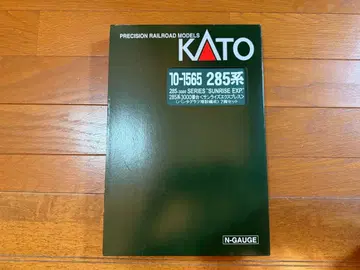 PRECISION RAILROAD MODELS
KATO
10-1565 285系
285-3000 SERIES "SUNRISE EXP."
285系3000番台<サンライズエクスプレス>
(パンタグラフ増設編成) 7両セット
N-GAUGE